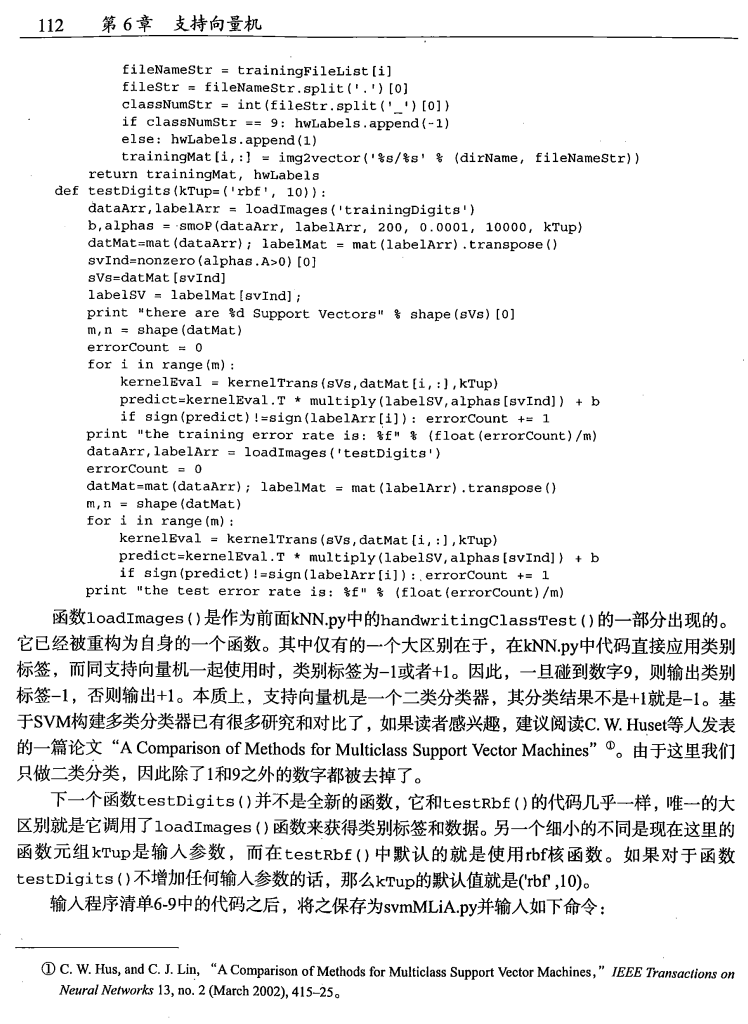 112 第6章 支持向量机
fileNameStr = trainingFileList[i]
fileStr = fileNameStr.split('.')[0]
classNumStr = int(fileStr.split('_')[0])
if classNumStr == 9: hwLabels.append(-1)
else: hwLabels.append(1)
trainingMat[i,:] = img2vector('%s/%s' % (dirName, fileNameStr))
return trainingMat, hwLabels
def testDigits(kTup=('rbf', 10)):
dataArr,labelArr = loadImages('trainingDigits')
b,alphas = smoP(dataArr, labelArr, 200, 0.0001, 10000, kTup)
datMat=mat(dataArr); labelMat = mat(labelArr).transpose()
svInd=nonzero(alphas.A>0)[0]
sVs=datMat[svInd]
labelSV = labelMat[svInd];
print "there are %d Support Vectors" % shape(sVs)[0]
m,n = shape(datMat)
errorCount = 0
for i in range(m):
kernelEval = kernelTrans(sVs,datMat[i,:],kTup)
predict=kernelEval.T * multiply(labelSV,alphas[svInd]) + b
if sign(predict)!=sign(labelArr[i]): errorCount += 1
print "the training error rate is: %f" % (float(errorCount)/m)
dataArr,labelArr = loadImages('testDigits')
errorCount = 0
datMat=mat(dataArr); labelMat = mat(labelArr).transpose()
m,n = shape(datMat)
for i in range(m):
kernelEval = kernelTrans(sVs,datMat[i,:],kTup)
predict=kernelEval.T * multiply(labelSV,alphas[svInd]) + b
if sign(predict)!=sign(labelArr[i]): errorCount += 1
print "the test error rate is: %f" % (float(errorCount)/m)
函数loadImages()是作为前面kNN.py中的handwritingClassTest()的一部分出现的。
它已经被重构为自身的一个函数。其中仅有的一个大区别在于，在kNN.py中代码直接应用类别
标签，而同支持向量机一起使用时，类别标签为−1或者+1。因此，一旦碰到数字9，则输出类别
标签−1，否则输出+1。本质上，支持向量机是一个二类分类器，其分类结果不是+1就是−1。基
于SVM构建多类分类器已有很多研究和对比了，如果读者感兴趣，建议阅读C. W. Huset等人发表
的一篇论文“A Comparison of Methods for Multiclass Support Vector Machines”①。由于这里我们
只做二类分类，因此除了1和9之外的数字都被去掉了。
下一个函数testDigits()并不是全新的函数，它和testRbf()的代码几乎一样，唯一的大
区别就是它调用了loadImages()函数来获得类别标签和数据。另一个细小的不同是现在这里的
函数元组kTup是输入参数，而在testRbf()中默认的就是使用rbf核函数。如果对于函数
testDigits()不增加任何输入参数的话，那么kTup的默认值就是('rbf' ,10)。
输入程序清单6-9中的代码之后，将之保存为svmMLiA.py并输入如下命令：
① C. W. Hus, and C. J. Lin, “A Comparison of Methods for Multiclass Support Vector Machines,” IEEE Transactions on
Neural Networks 13, no. 2 (March 2002), 415–25。